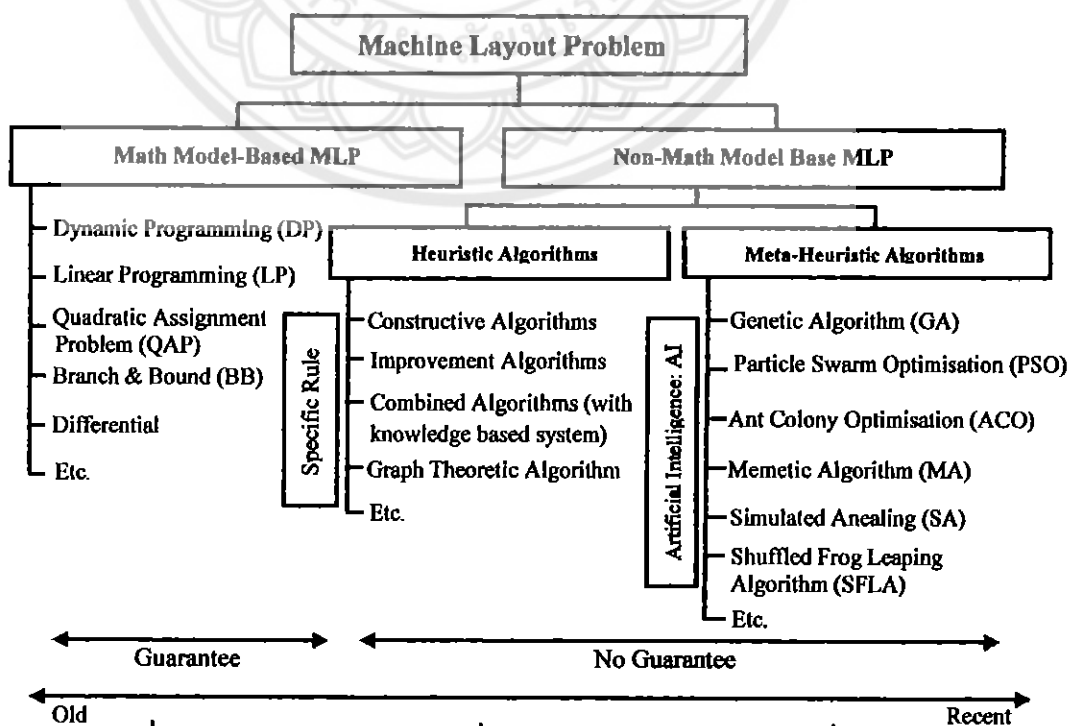 Machine Layout Problem
Math Model-Based MLP
Non-Math Model Base MLP
Dynamic Programming (DP)
Linear Programming (LP)
Quadratic Assignment
Problem (QAP)
Branch & Bound (BB)
Differential
Etc.
Heuristic Algorithms
Specific Rule
Constructive Algorithms
Improvement Algorithms
Combined Algorithms (with
knowledge based system)
Graph Theoretic Algorithm
Etc.
Meta-Heuristic Algorithms
Artificial Intelligence: AI
Genetic Algorithm (GA)
Particle Swarm Optimisation (PSO)
Ant Colony Optimisation (ACO)
Memetic Algorithm (MA)
Simulated Anealing (SA)
Shuffled Frog Leaping
Algorithm (SFLA)
Etc.
Guarantee
No Guarantee
Old
Recent